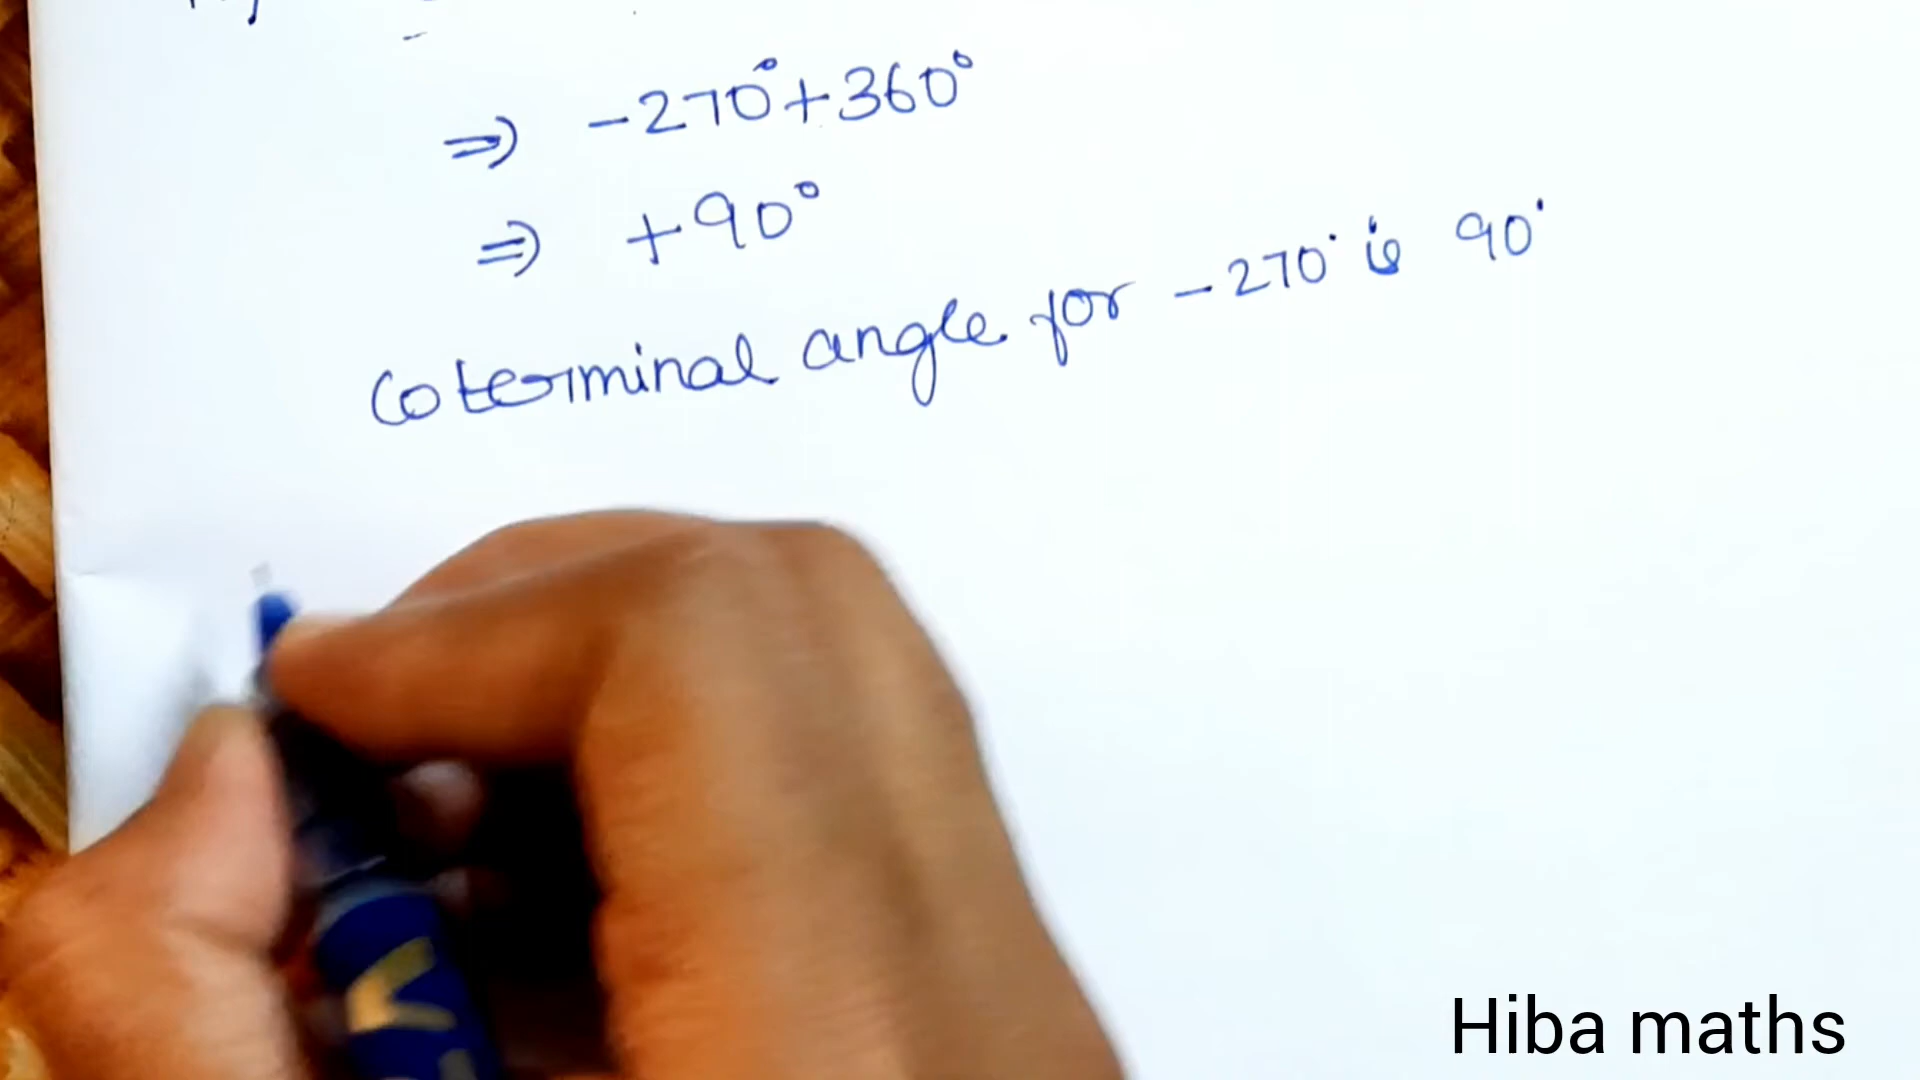 ⇒ -270°+360°
⇒ +90°
Coterminal angle for -270° is 90°
Hiba maths